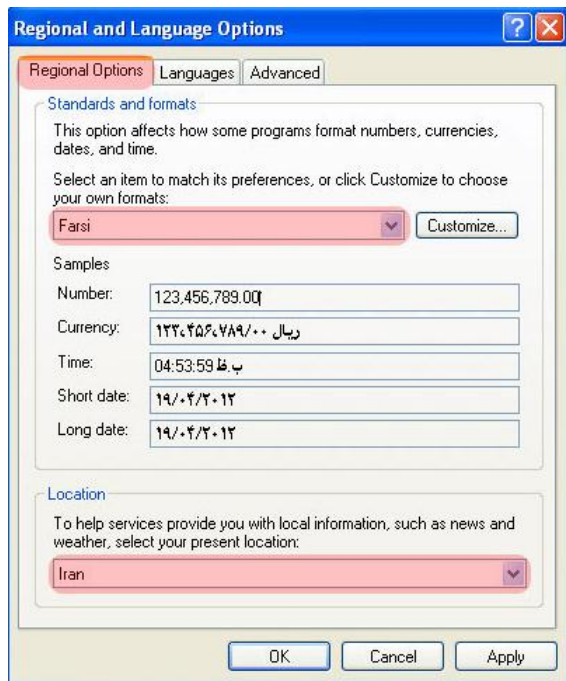 Regional and Language Options
Regional Options
Languages
Advanced
Standards and formats
This option affects how some programs format numbers, currencies,
dates, and time.
Select an item to match its preferences, or click Customize to choose
your own formats:
Farsi
Customize...
Samples
Number:
123,456,789.00
Currency:
ریال ۱۲۳،۴۵۶،۷۸۹/۰۰
Time:
04:53:59 ب.ظ
Short date:
۱۹/۰۴/۲۰۱۲
Long date:
۱۹/۰۴/۲۰۱۲
Location
To help services provide you with local information, such as news and
weather, select your present location:
Iran
OK
Cancel
Apply